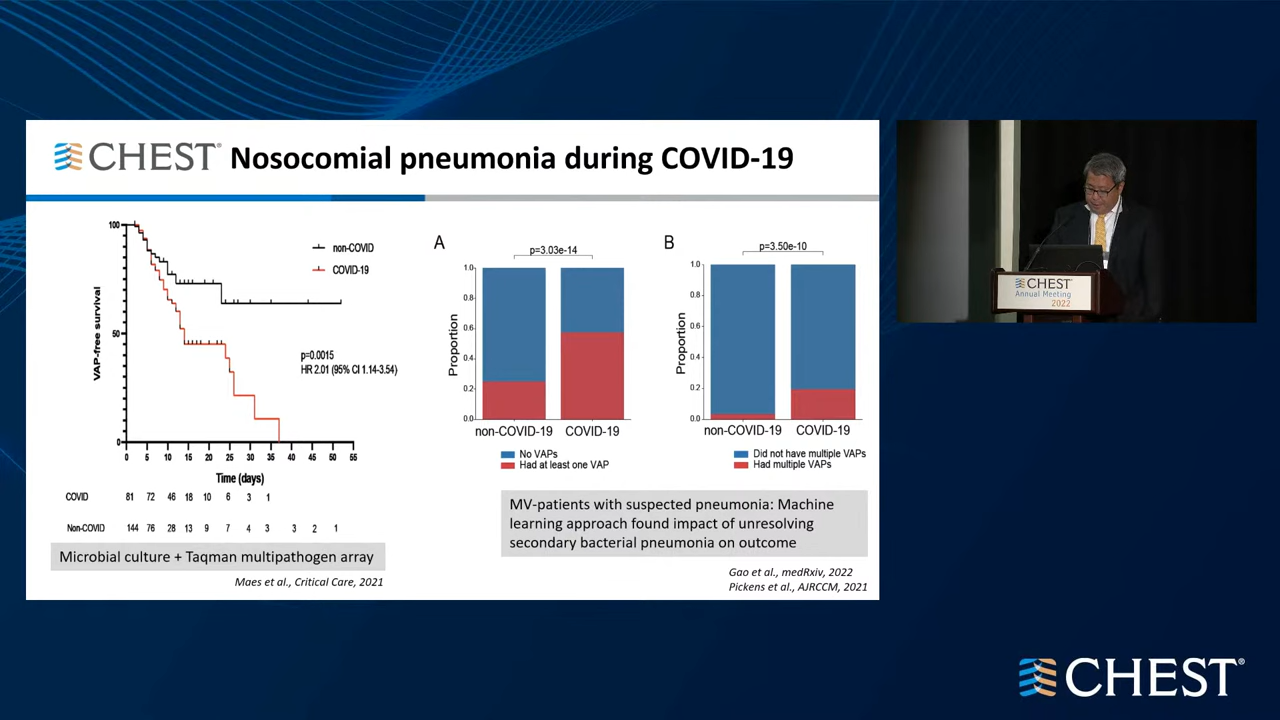 CHEST® Nosocomial pneumonia during COVID-19
100
50
0
VAP-free survival
non-COVID
COVID-19
p=0.0015
HR 2.01 (95% CI 1.14-3.54)
0 5 10 15 20 25 30 35 40 45 50 55
Time (days)
COVID 81 72 46 18 10 6 3 1
Non-COVID 144 76 28 13 9 7 4 3 3 2 1
Microbial culture + Taqman multipathogen array
Maes et al., Critical Care, 2021
A
p=3.03e-14
1.0
0.8
0.6
0.4
0.2
0.0
Proportion
non-COVID-19 COVID-19
No VAPs
Had at least one VAP
B
p=3.50e-10
1.0
0.8
0.6
0.4
0.2
0.0
Proportion
non-COVID-19 COVID-19
Did not have multiple VAPs
Had multiple VAPs
MV-patients with suspected pneumonia: Machine
learning approach found impact of unresolving
secondary bacterial pneumonia on outcome
Gao et al., medRxiv, 2022
Pickens et al., AJRCCM, 2021
CHEST
Annual Meeting
2022
CHEST®